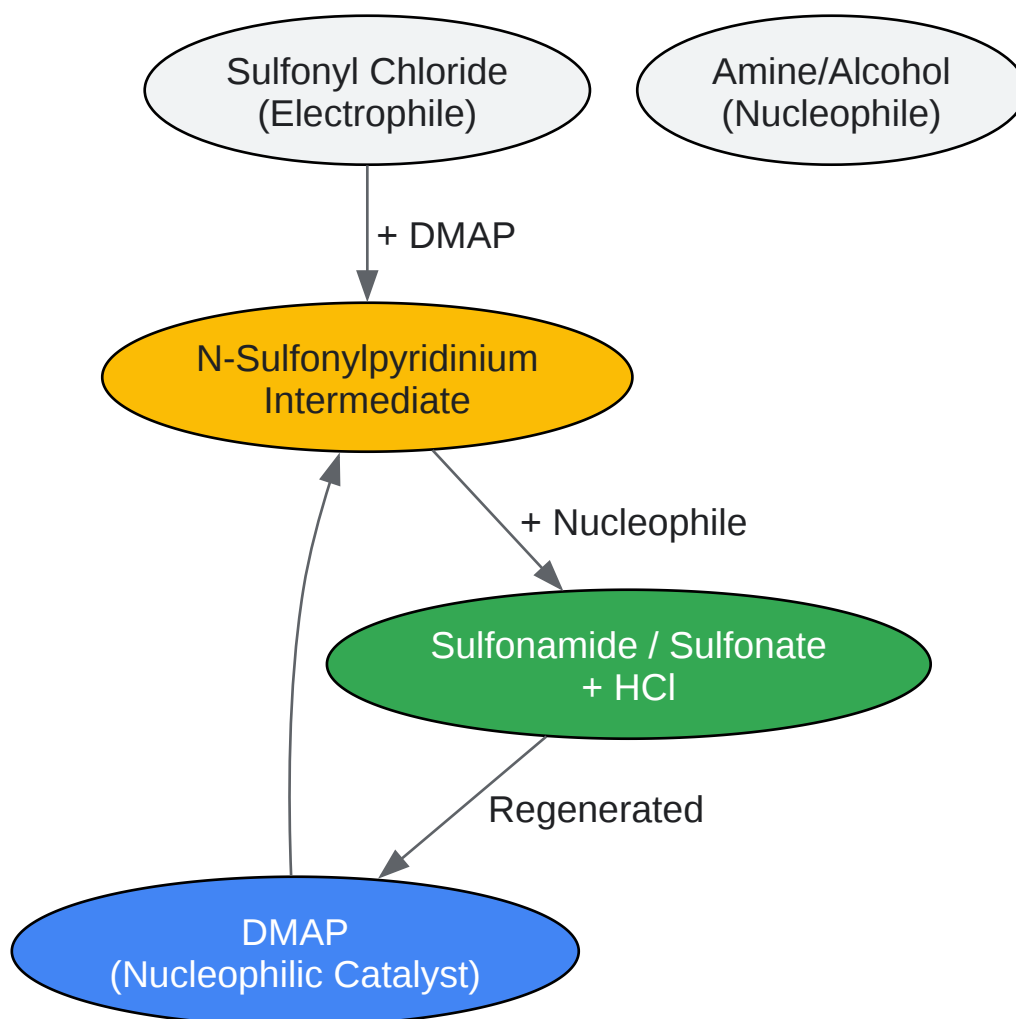 Sulfonyl Chloride
(Electrophile)
Amine/Alcohol
(Nucleophile)
+ DMAP
N-Sulfonylpyridinium
Intermediate
+ Nucleophile
Sulfonamide / Sulfonate
+ HCl
Regenerated
DMAP
(Nucleophilic Catalyst)